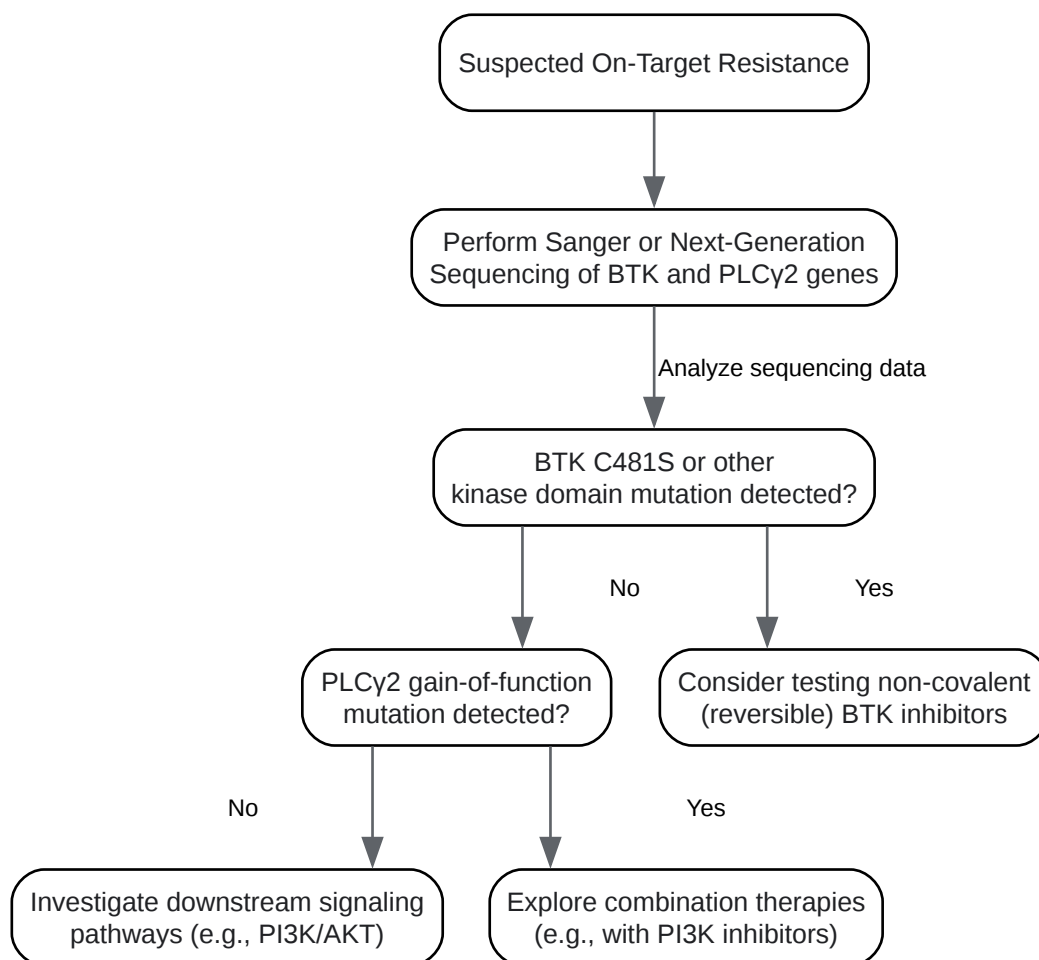 Suspected On-Target Resistance
Perform Sanger or Next-Generation
Sequencing of BTK and PLCγ2 genes
Analyze sequencing data
BTK C481S or other
kinase domain mutation detected?
No
Yes
PLCγ2 gain-of-function
mutation detected?
Consider testing non-covalent
(reversible) BTK inhibitors
No
Yes
Investigate downstream signaling
pathways (e.g., PI3K/AKT)
Explore combination therapies
(e.g., with PI3K inhibitors)